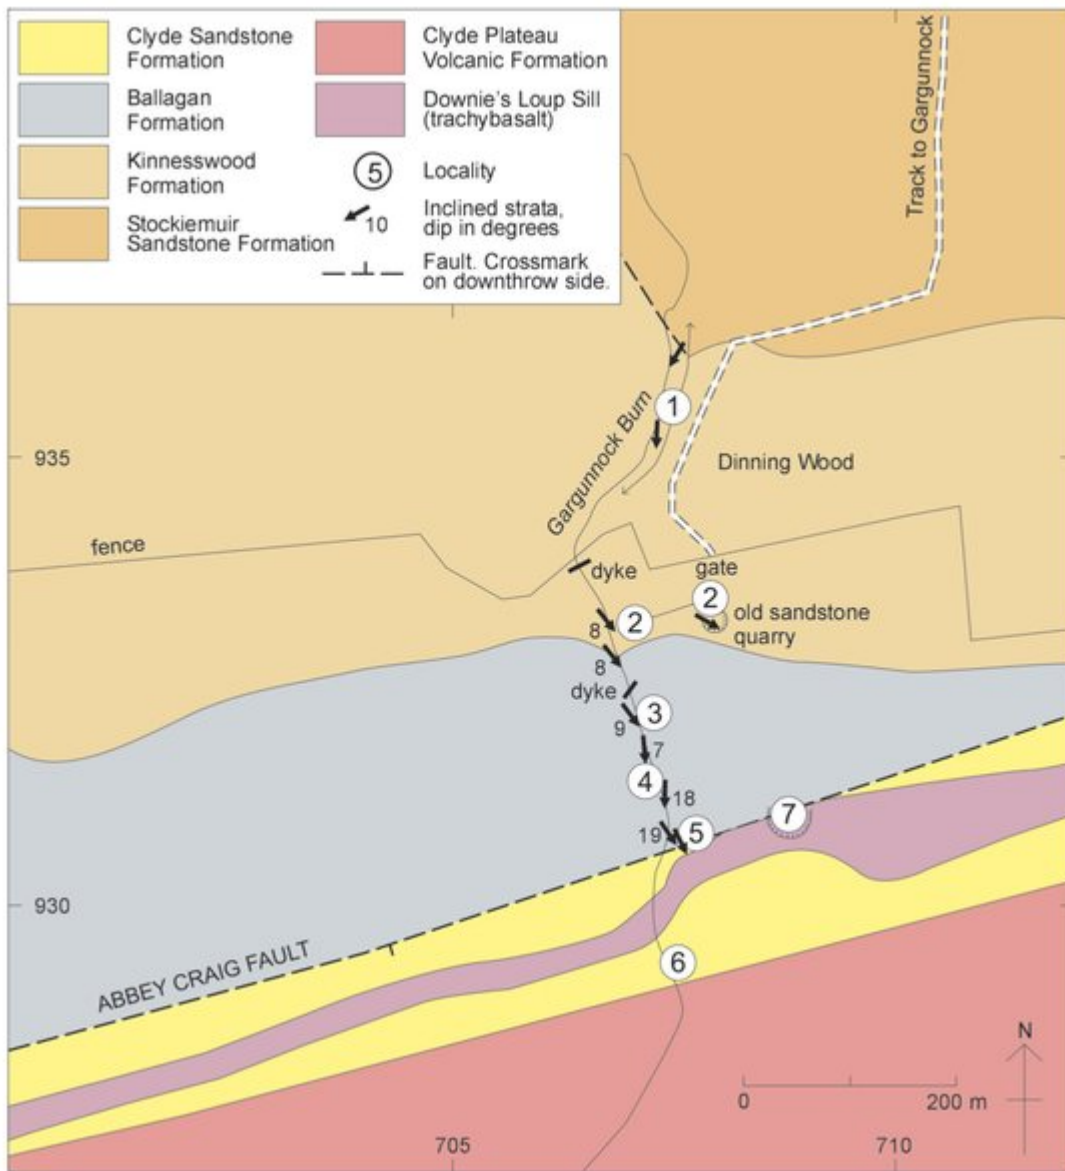 Clyde Sandstone
Formation
Ballagan
Formation
Kinnesswood
Formation
Stockiemuir
Sandstone Formation
Clyde Plateau
Volcanic Formation
Downie's Loup Sill
(trachybasalt)
5
Locality
10
Inclined strata,
dip in degrees
Fault. Crossmark
on downthrow side.
Track to Gargunnock
1
935
Gargunnock Burn
Dinning Wood
fence
dyke
gate
2
2
old sandstone
quarry
8
8
dyke
3
9
7
4
18
19
5
7
930
ABBEY CRAIG FAULT
6
N
0
200 m
705
710